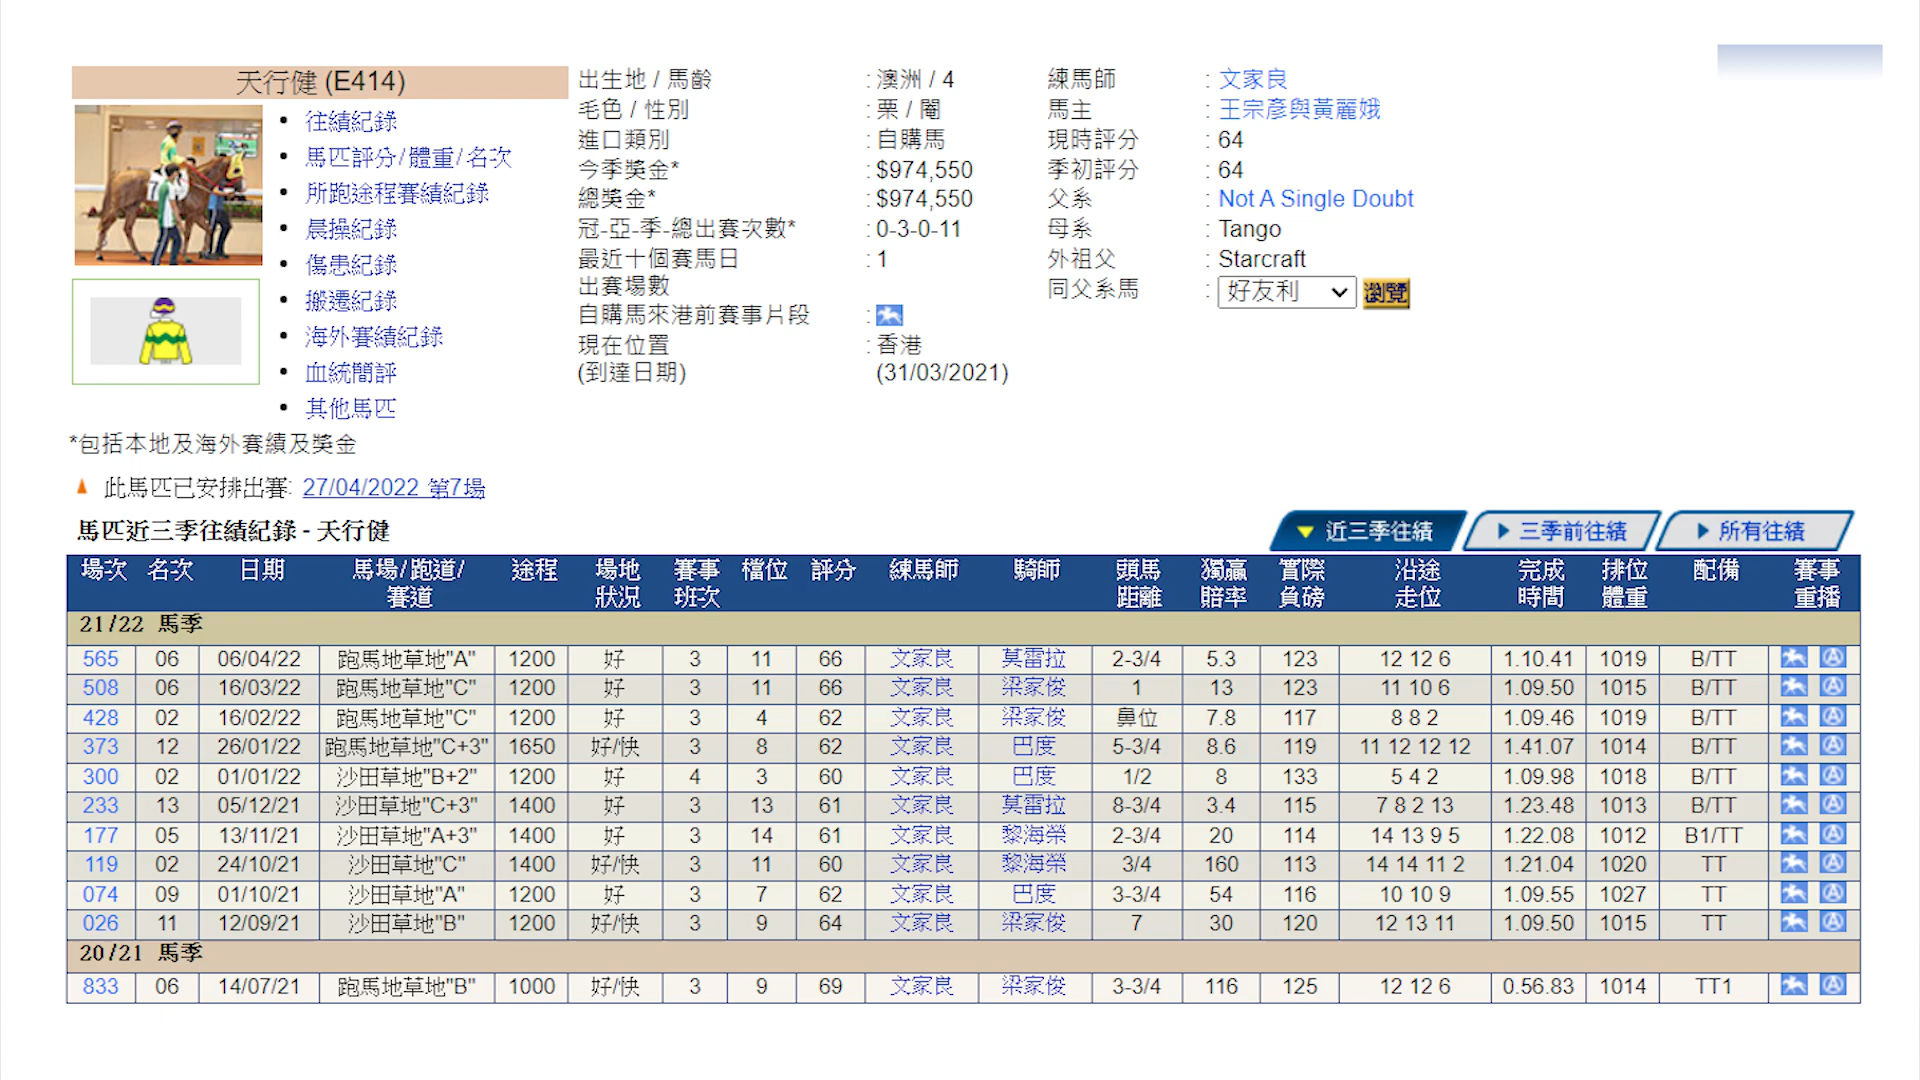 天行健 (E414)
往績紀錄
馬匹評分/體重/名次
所跑途程賽績紀錄
晨操紀錄
傷患紀錄
搬遷紀錄
海外賽績紀錄
血統簡評
其他馬匹
出生地 / 馬齡 : 澳洲 / 4
毛色 / 性別 : 栗 / 閹
進口類別 : 自購馬
今季獎金* : $974,550
總獎金* : $974,550
冠-亞-季-總出賽次數* : 0-3-0-11
最近十個賽馬日 : 1
出賽場數
自購馬來港前賽事片段 :
現在位置 : 香港
(到達日期) (31/03/2021)
練馬師 : 文家良
馬主 : 王宗彥與黃麗娥
現時評分 : 64
季初評分 : 64
父系 : Not A Single Doubt
母系 : Tango
外祖父 : Starcraft
同父系馬 : 好友利 瀏覽
*包括本地及海外賽績及獎金
此馬匹已安排出賽: 27/04/2022 第7場
馬匹近三季往績紀錄 - 天行健
近三季往績 三季前往績 所有往績
場次 名次 日期 馬場/跑道/ 途程 場地 賽事 檔位 評分 練馬師 騎師 頭馬 獨贏 實際 沿途 完成 排位 配備 賽事
賽道 狀況 班次 距離 賠率 負磅 走位 時間 體重 重播
21/22 馬季
565 06 06/04/22 跑馬地草地"A" 1200 好 3 11 66 文家良 莫雷拉 2-3/4 5.3 123 12 12 6 1.10.41 1019 B/TT
508 06 16/03/22 跑馬地草地"C" 1200 好 3 11 66 文家良 梁家俊 1 13 123 11 10 6 1.09.50 1015 B/TT
428 02 16/02/22 跑馬地草地"C" 1200 好 3 4 62 文家良 梁家俊 鼻位 7.8 117 8 8 2 1.09.46 1019 B/TT
373 12 26/01/22 跑馬地草地"C+3" 1650 好/快 3 8 62 文家良 巴度 5-3/4 8.6 119 11 12 12 12 1.41.07 1014 B/TT
300 02 01/01/22 沙田草地"B+2" 1200 好 4 3 60 文家良 巴度 1/2 8 133 5 4 2 1.09.98 1018 B/TT
233 13 05/12/21 沙田草地"C+3" 1400 好 3 13 61 文家良 莫雷拉 8-3/4 3.4 115 7 8 2 13 1.23.48 1013 B/TT
177 05 13/11/21 沙田草地"A+3" 1400 好 3 14 61 文家良 黎海榮 2-3/4 20 114 14 13 9 5 1.22.08 1012 B1/TT
119 02 24/10/21 沙田草地"C" 1400 好/快 3 11 60 文家良 黎海榮 3/4 160 113 14 14 11 2 1.21.04 1020 TT
074 09 01/10/21 沙田草地"A" 1200 好 3 7 62 文家良 巴度 3-3/4 54 116 10 10 9 1.09.55 1027 TT
026 11 12/09/21 沙田草地"B" 1200 好/快 3 9 64 文家良 梁家俊 7 30 120 12 13 11 1.09.50 1015 TT
20/21 馬季
833 06 14/07/21 跑馬地草地"B" 1000 好/快 3 9 69 文家良 梁家俊 3-3/4 116 125 12 12 6 0.56.83 1014 TT1